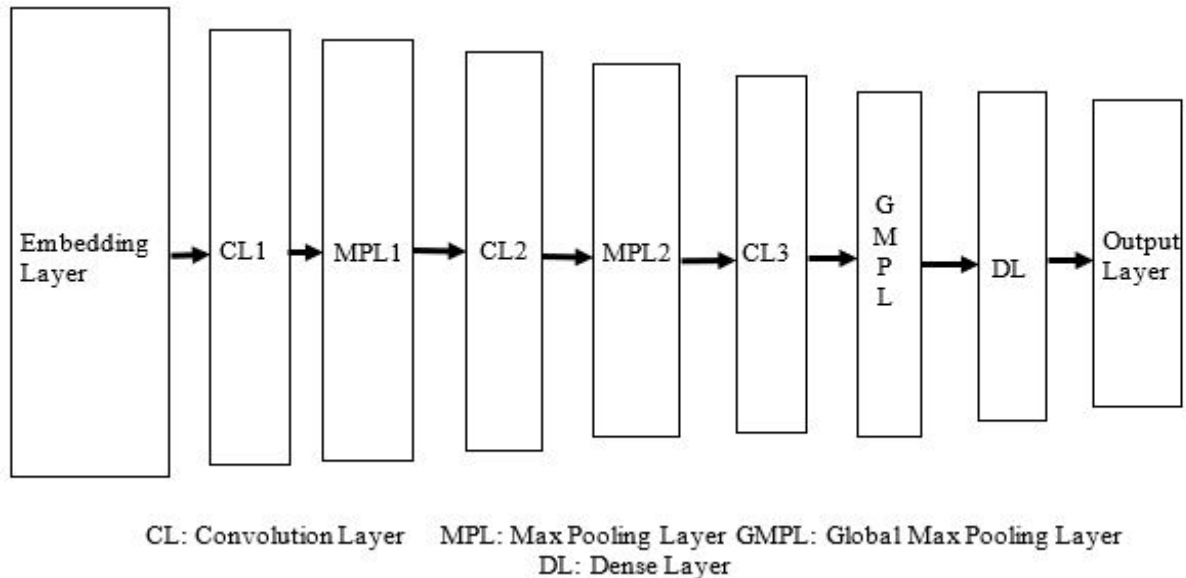 Embedding
Layer
CL1
MPL1
CL2
MPL2
CL3
G
M
P
L
DL
Output
Layer
CL: Convolution Layer MPL: Max Pooling Layer GMPL: Global Max Pooling Layer
DL: Dense Layer